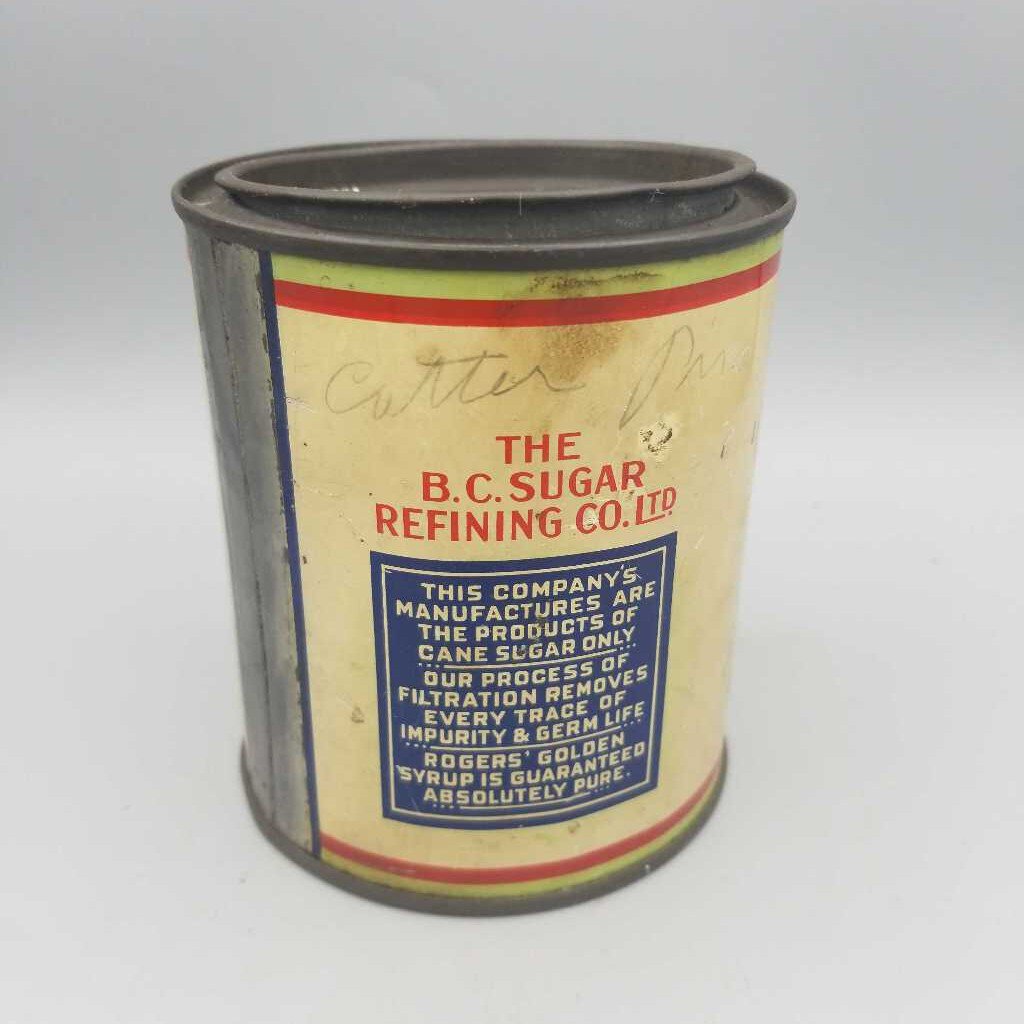 Cotter
THE
B.C. SUGAR
REFINING CO. LTD.
THIS COMPANY'S
MANUFACTURES ARE
THE PRODUCTS OF
CANE SUGAR ONLY
OUR PROCESS OF
FILTRATION REMOVES
EVERY TRACE OF
IMPURITY & GERM LIFE
ROGERS' GOLDEN
SYRUP IS GUARANTEED
ABSOLUTELY PURE.